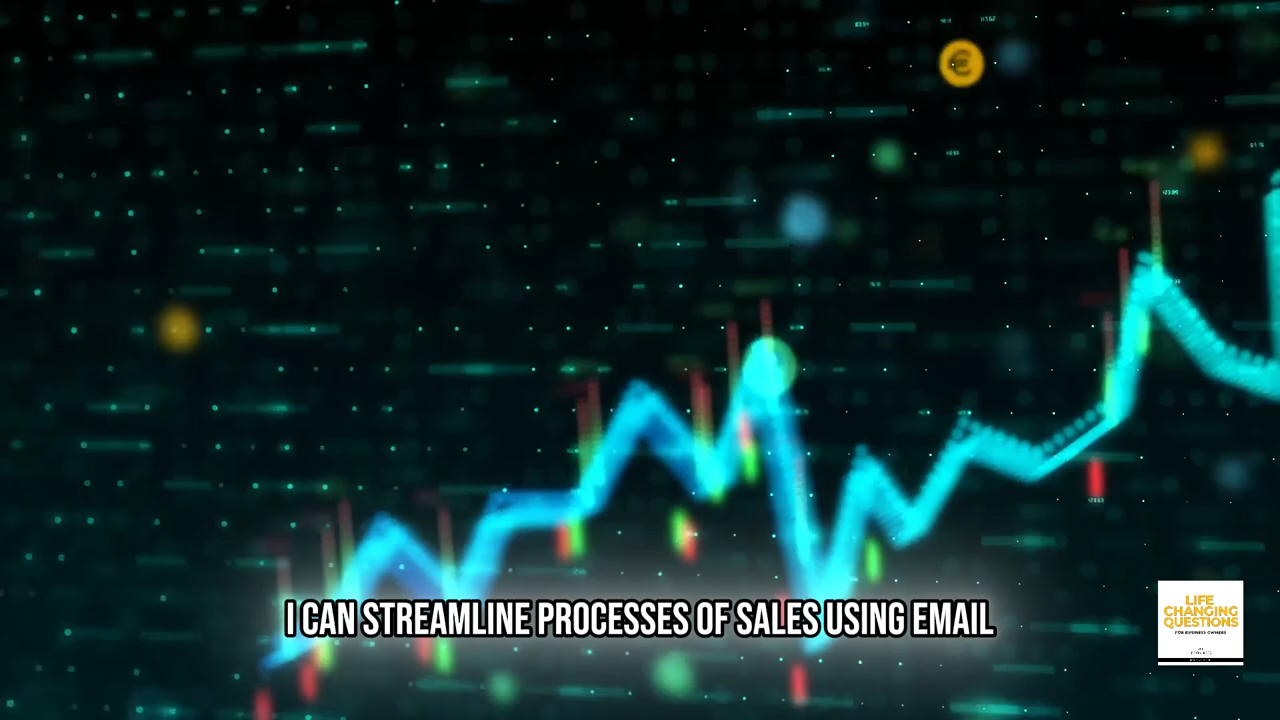 €
I CAN STREAMLINE PROCESSES OF SALES USING EMAIL
LIFE
CHANGING
QUESTIONS
FOR BUSINESS OWNERS